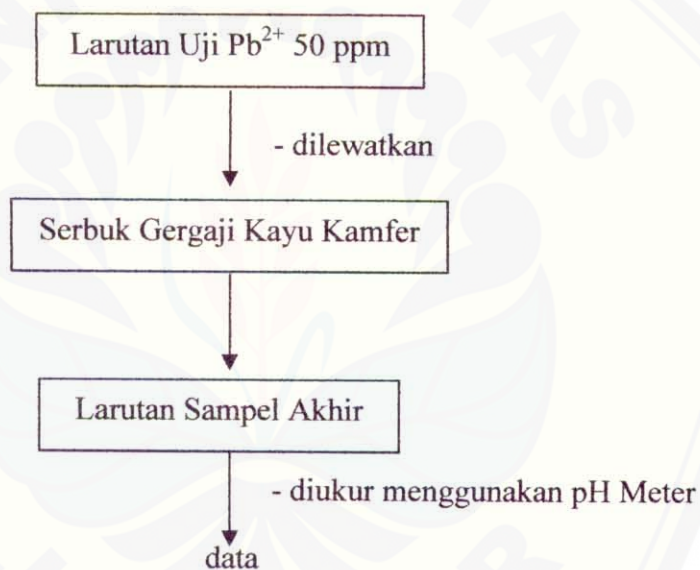 Larutan Uji Pb²⁺ 50 ppm
- dilewatkan
Serbuk Gergaji Kayu Kamfer
Larutan Sampel Akhir
- diukur menggunakan pH Meter
data